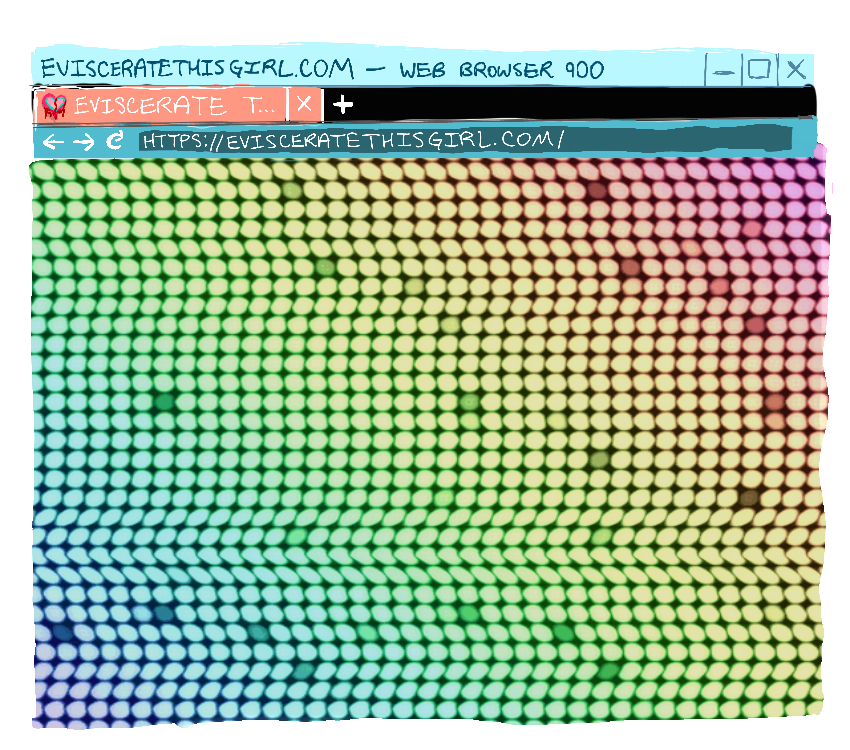 EVISCERATETHISGIRL.COM — WEB BROWSER 900
EVISCERATE T...
HTTPS://EVISCERATETHISGIRL.COM/